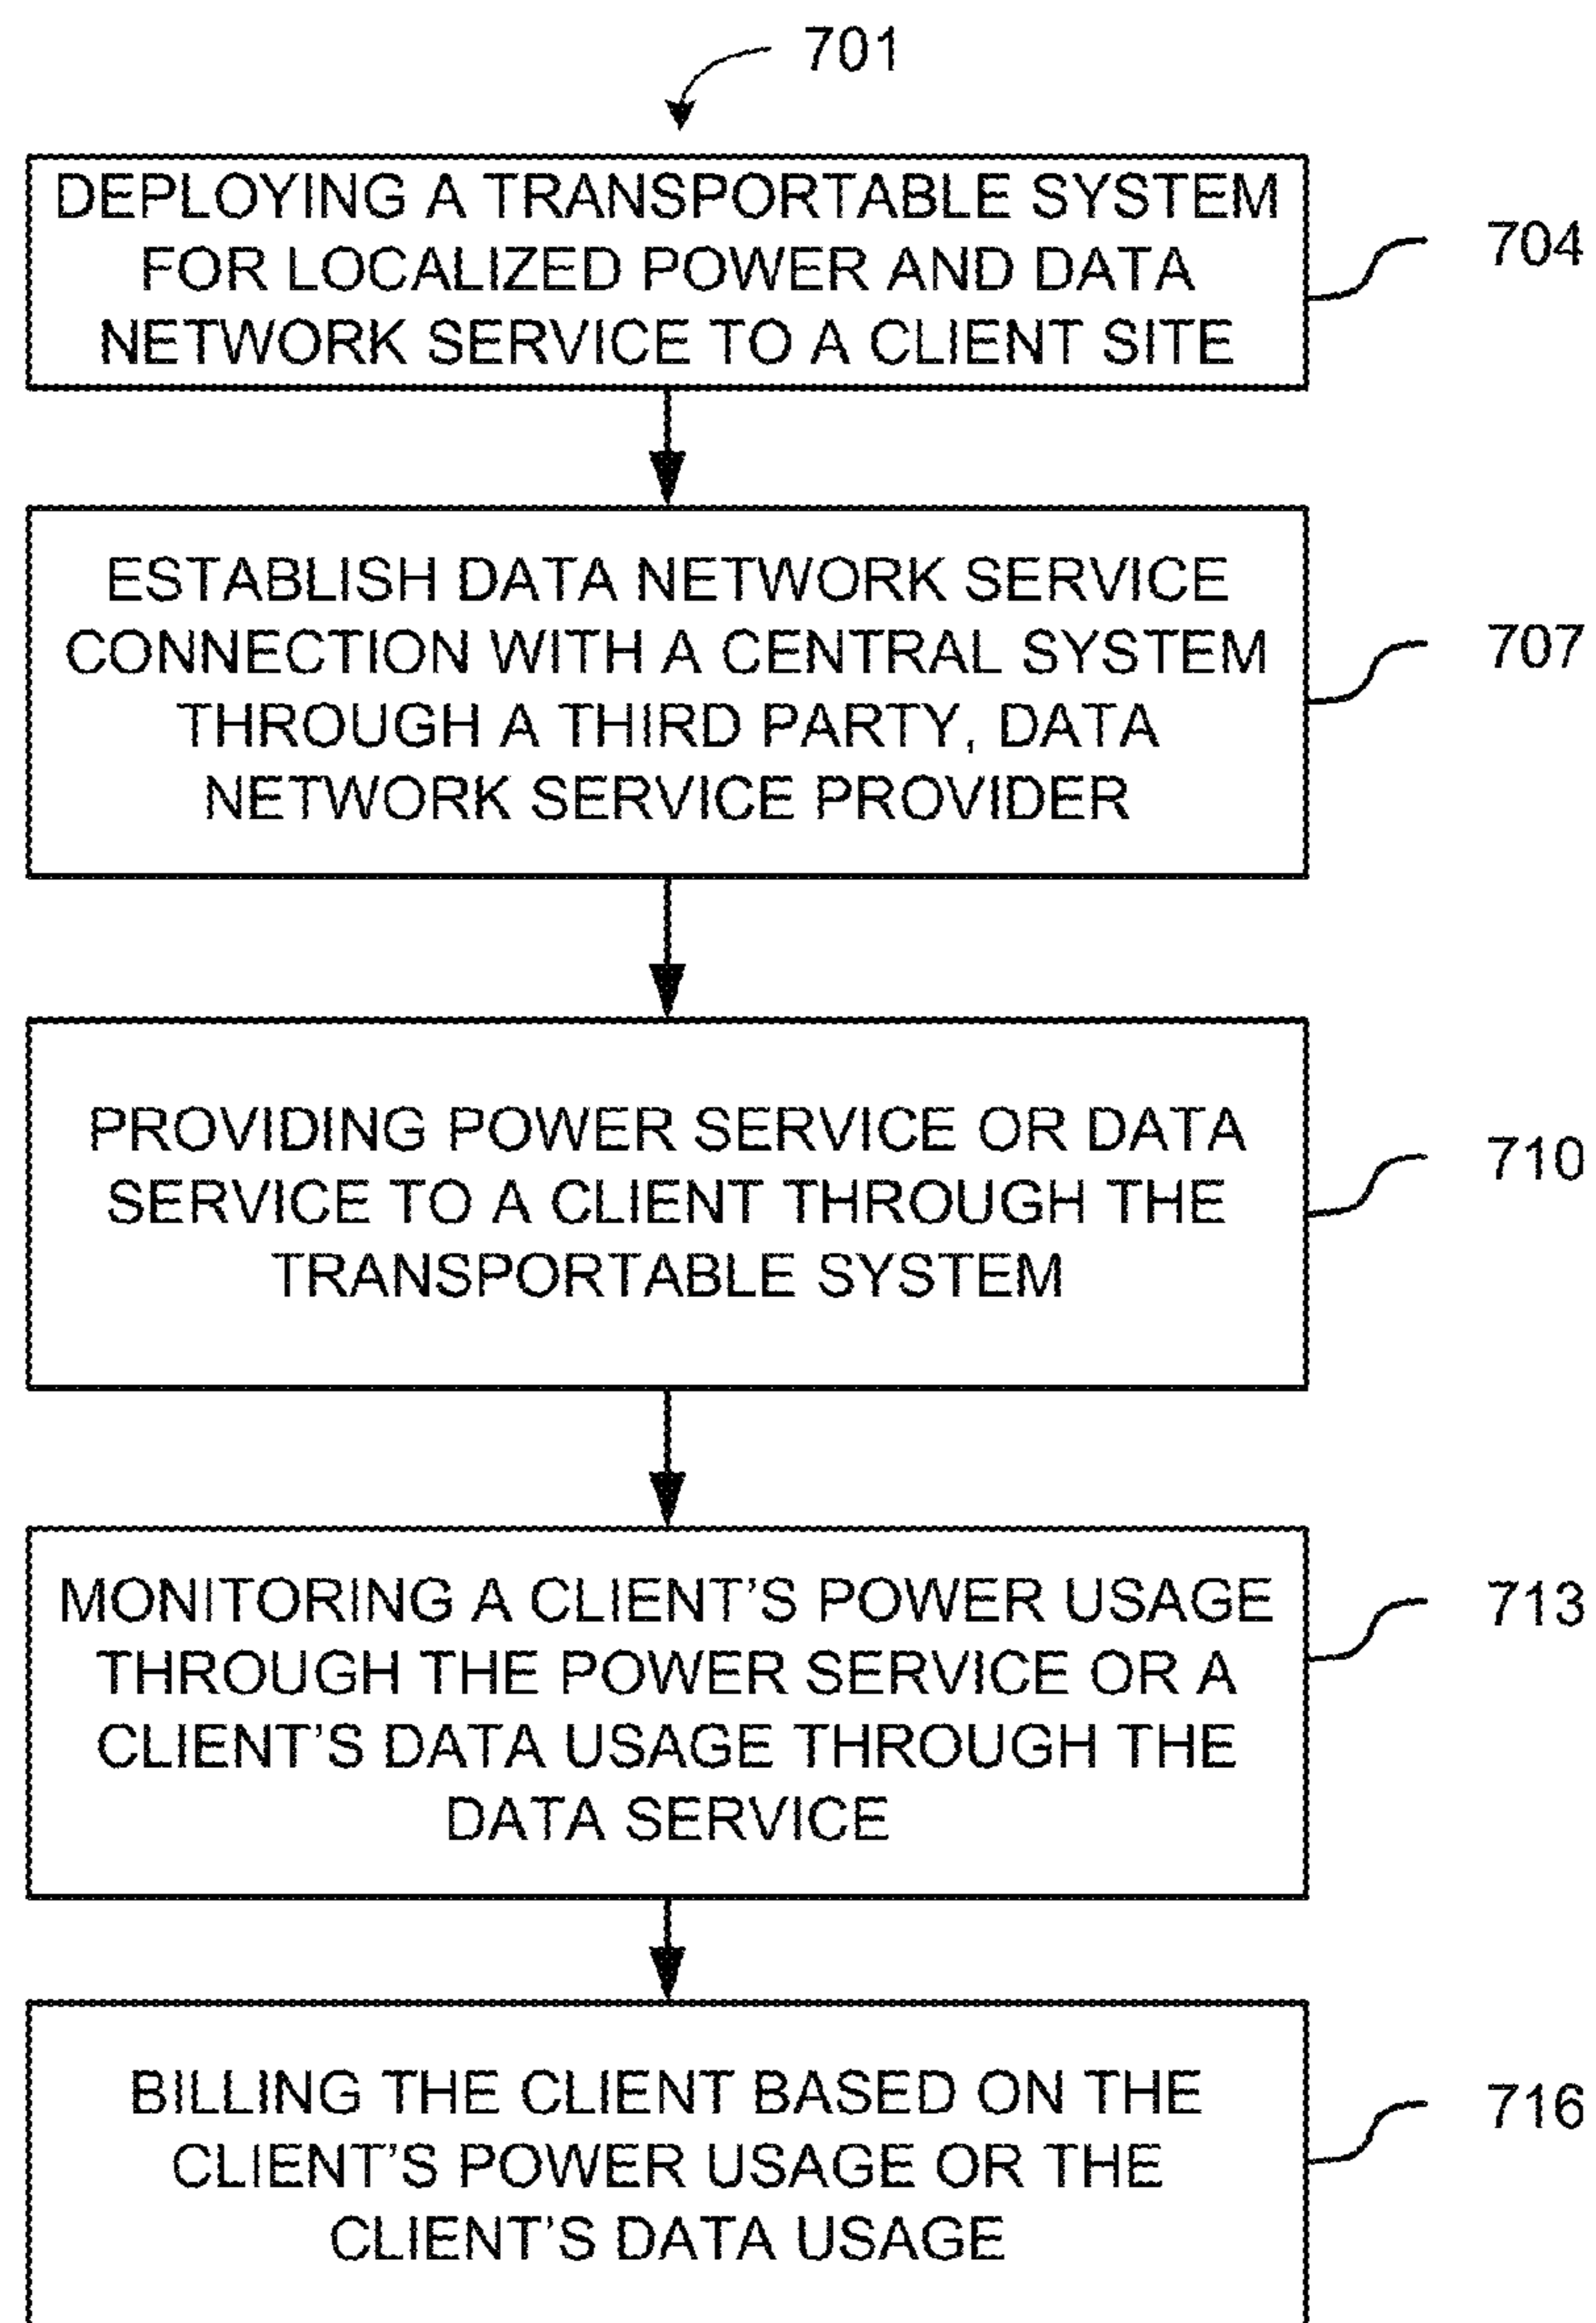 701
DEPLOYING A TRANSPORTABLE SYSTEM
FOR LOCALIZED POWER AND DATA
NETWORK SERVICE TO A CLIENT SITE
704
ESTABLISH DATA NETWORK SERVICE
CONNECTION WITH A CENTRAL SYSTEM
THROUGH A THIRD PARTY, DATA
NETWORK SERVICE PROVIDER
707
PROVIDING POWER SERVICE OR DATA
SERVICE TO A CLIENT THROUGH THE
TRANSPORTABLE SYSTEM
710
MONITORING A CLIENT’S POWER USAGE
THROUGH THE POWER SERVICE OR A
CLIENT’S DATA USAGE THROUGH THE
DATA SERVICE
713
BILLING THE CLIENT BASED ON THE
CLIENT’S POWER USAGE OR THE
CLIENT’S DATA USAGE
716